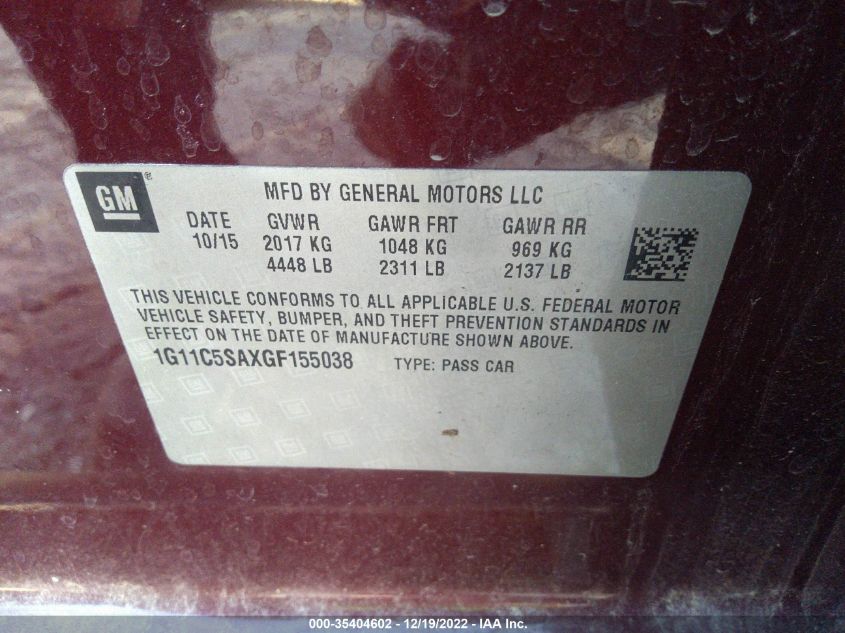 GM ®
MFD BY GENERAL MOTORS LLC
DATE GVWR GAWR FRT GAWR RR
10/15 2017 KG 1048 KG 969 KG
4448 LB 2311 LB 2137 LB
THIS VEHICLE CONFORMS TO ALL APPLICABLE U.S. FEDERAL MOTOR
VEHICLE SAFETY, BUMPER, AND THEFT PREVENTION STANDARDS IN
EFFECT ON THE DATE OF MANUFACTURE SHOWN ABOVE.
1G11C5SAXGF155038 TYPE: PASS CAR
000-35404602 - 12/19/2022 - IAA Inc.